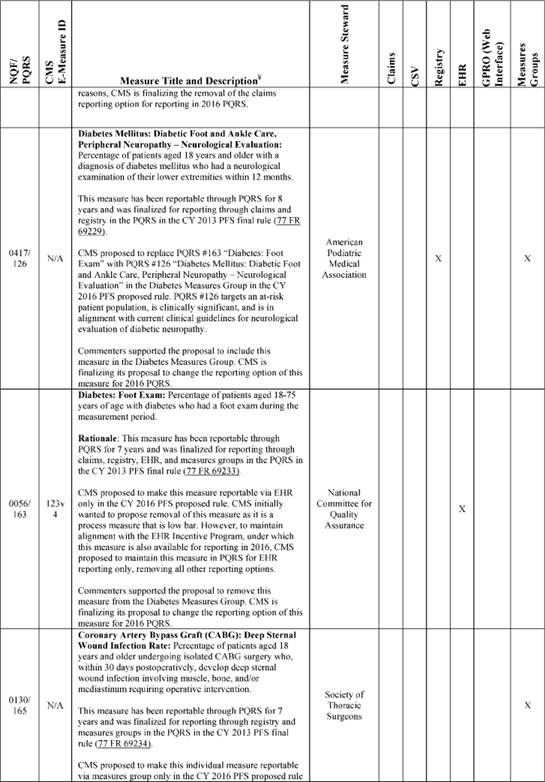 NQF/
PQRS
CMS
E-Measure ID
Measure Title and Description¥
Measure Steward
Claims
CSV
Registry
EHR
GPRO (Web
Interface)
Measures
Groups
reasons, CMS is finalizing the removal of the claims
reporting option for reporting in 2016 PQRS.
0417/
126
N/A
Diabetes Mellitus: Diabetic Foot and Ankle Care,
Peripheral Neuropathy – Neurological Evaluation:
Percentage of patients aged 18 years and older with a
diagnosis of diabetes mellitus who had a neurological
examination of their lower extremities within 12 months.
This measure has been reportable through PQRS for 8
years and was finalized for reporting through claims and
registry in the PQRS in the CY 2013 PFS final rule (77 FR
69229).
CMS proposed to replace PQRS #163 “Diabetes: Foot
Exam” with PQRS #126 “Diabetes Mellitus: Diabetic Foot
and Ankle Care, Peripheral Neuropathy – Neurological
Evaluation” in the Diabetes Measures Group in the CY
2016 PFS proposed rule. PQRS #126 targets an at-risk
patient population, is clinically significant, and is in
alignment with current clinical guidelines for neurological
evaluation of diabetic neuropathy.
Commenters supported the proposal to include this
measure in the Diabetes Measures Group. CMS is
finalizing its proposal to change the reporting option of this
measure for 2016 PQRS.
American
Podiatric
Medical
Association
X
X
0056/
163
123v
4
Diabetes: Foot Exam: Percentage of patients aged 18-75
years of age with diabetes who had a foot exam during the
measurement period.
Rationale: This measure has been reportable through
PQRS for 7 years and was finalized for reporting through
claims, registry, EHR, and measures groups in the PQRS in
the CY 2013 PFS final rule (77 FR 69233).
CMS proposed to make this measure reportable via EHR
only in the CY 2016 PFS proposed rule. CMS initially
wanted to propose removal of this measure as it is a
process measure that is low bar. However, to maintain
alignment with the EHR Incentive Program, under which
this measure is also available for reporting in 2016, CMS
proposed to maintain this measure in PQRS for EHR
reporting only, removing all other reporting options.
Commenters supported the proposal to remove this
measure from the Diabetes Measures Group. CMS is
finalizing its proposal to change the reporting option of this
measure for 2016 PQRS.
National
Committee for
Quality
Assurance
X
0130/
165
N/A
Coronary Artery Bypass Graft (CABG): Deep Sternal
Wound Infection Rate: Percentage of patients aged 18
years and older undergoing isolated CABG surgery who,
within 30 days postoperatively, develop deep sternal
wound infection involving muscle, bone, and/or
mediastinum requiring operative intervention.
This measure has been reportable through PQRS for 7
years and was finalized for reporting through registry and
measures groups in the PQRS in the CY 2013 PFS final
rule (77 FR 69234).
CMS proposed to make this individual measure reportable
via measures group only in the CY 2016 PFS proposed rule
Society of
Thoracic
Surgeons
X